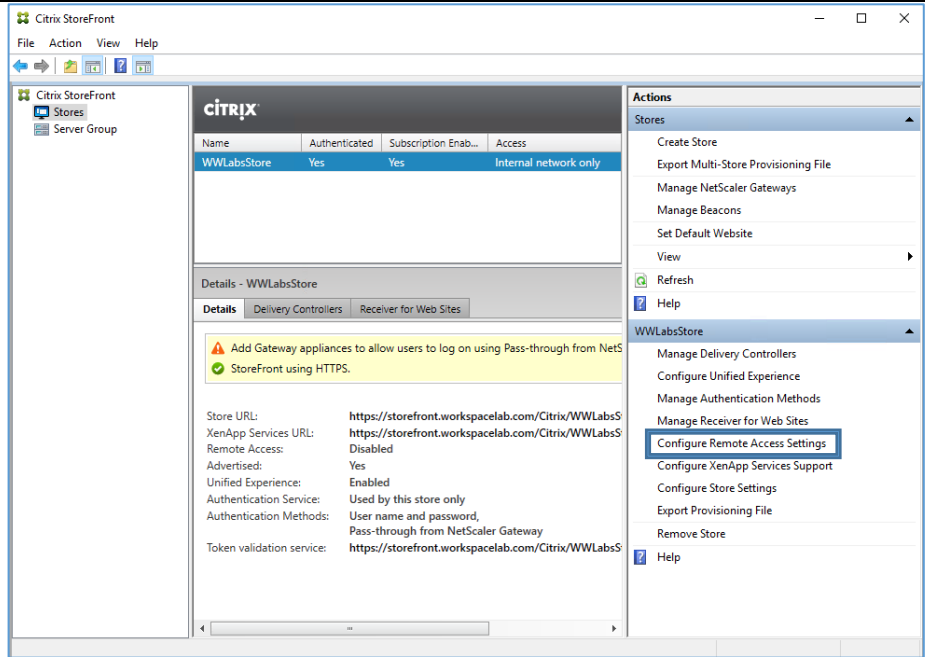 Citrix StoreFront
File Action View Help
Citrix StoreFront
Stores
Server Group
CİTRIX
Name Authenticated Subscription Enab... Access
WWLabsStore Yes Yes Internal network only
Details - WWLabsStore
Details Delivery Controllers Receiver for Web Sites
Add Gateway appliances to allow users to log on using Pass-through from NetS
StoreFront using HTTPS.
Store URL: https://storefront.workspacelab.com/Citrix/WWLabsS
XenApp Services URL: https://storefront.workspacelab.com/Citrix/WWLabsS
Remote Access: Disabled
Advertised: Yes
Unified Experience: Enabled
Authentication Service: Used by this store only
Authentication Methods: User name and password,
Pass-through from NetScaler Gateway
Token validation service: https://storefront.workspacelab.com/Citrix/WWLabsS
Actions
Stores
Create Store
Export Multi-Store Provisioning File
Manage NetScaler Gateways
Manage Beacons
Set Default Website
View
Refresh
Help
WWLabsStore
Manage Delivery Controllers
Configure Unified Experience
Manage Authentication Methods
Manage Receiver for Web Sites
Configure Remote Access Settings
Configure XenApp Services Support
Configure Store Settings
Export Provisioning File
Remove Store
Help